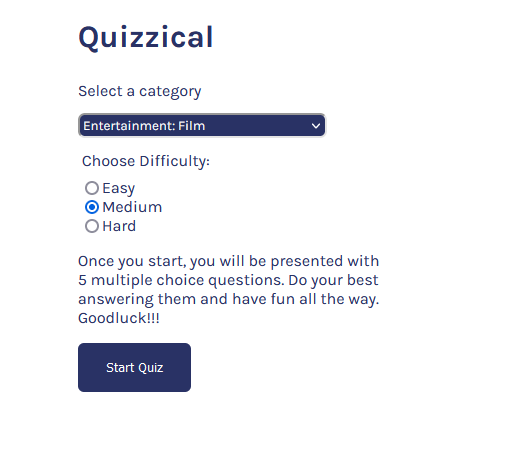 Quizzical
Select a category
Entertainment: Film
Choose Difficulty:
Easy
Medium
Hard
Once you start, you will be presented with
5 multiple choice questions. Do your best
answering them and have fun all the way.
Goodluck!!!
Start Quiz